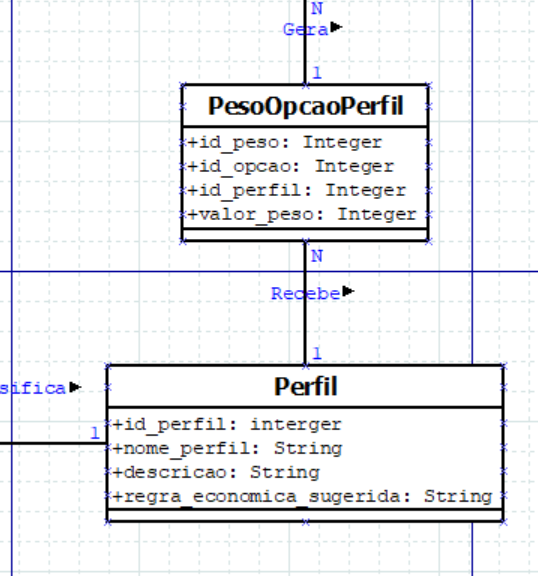 N
Gera
1
PesoOpcaoPerfil
+id_peso: Integer
+id_opcao: Integer
+id_perfil: Integer
+valor_peso: Integer
N
Recebe
1
sifica
1
Perfil
+id_perfil: interger
+nome_perfil: String
+descricao: String
+regra_economica_sugerida: String